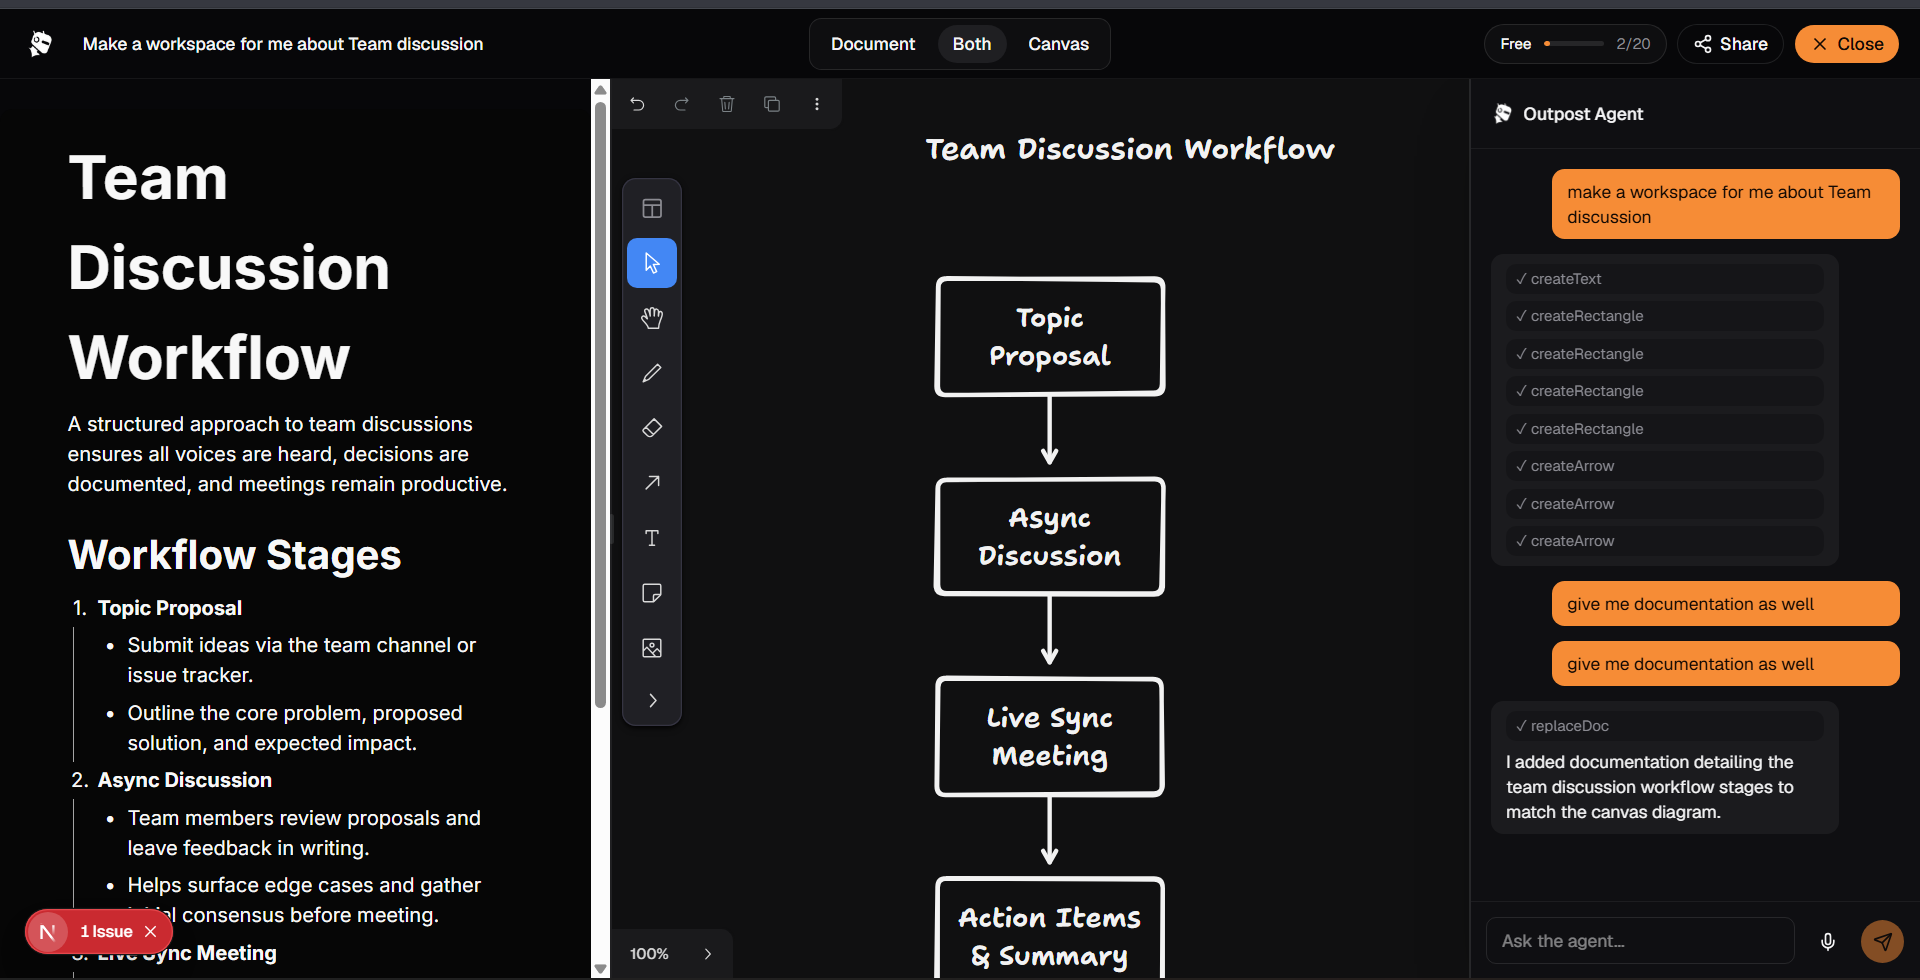 Make a workspace for me about Team discussion
Document
Both
Canvas
Free
2/20
Share
Close
Team
Discussion
Workflow
A structured approach to team discussions
ensures all voices are heard, decisions are
documented, and meetings remain productive.
Workflow Stages
1. Topic Proposal
• Submit ideas via the team channel or
issue tracker.
• Outline the core problem, proposed
solution, and expected impact.
2. Async Discussion
• Team members review proposals and
leave feedback in writing.
• Helps surface edge cases and gather
consensus before meeting.
Live Sync Meeting
N
1 Issue
Team Discussion Workflow
Topic
Proposal
Async
Discussion
Live Sync
Meeting
Action Items
& Summary
T
100%
Outpost Agent
make a workspace for me about Team
discussion
✓ createText
✓ createRectangle
✓ createRectangle
✓ createRectangle
✓ createRectangle
✓ createArrow
✓ createArrow
✓ createArrow
give me documentation as well
give me documentation as well
✓ replaceDoc
I added documentation detailing the
team discussion workflow stages to
match the canvas diagram.
Ask the agent...